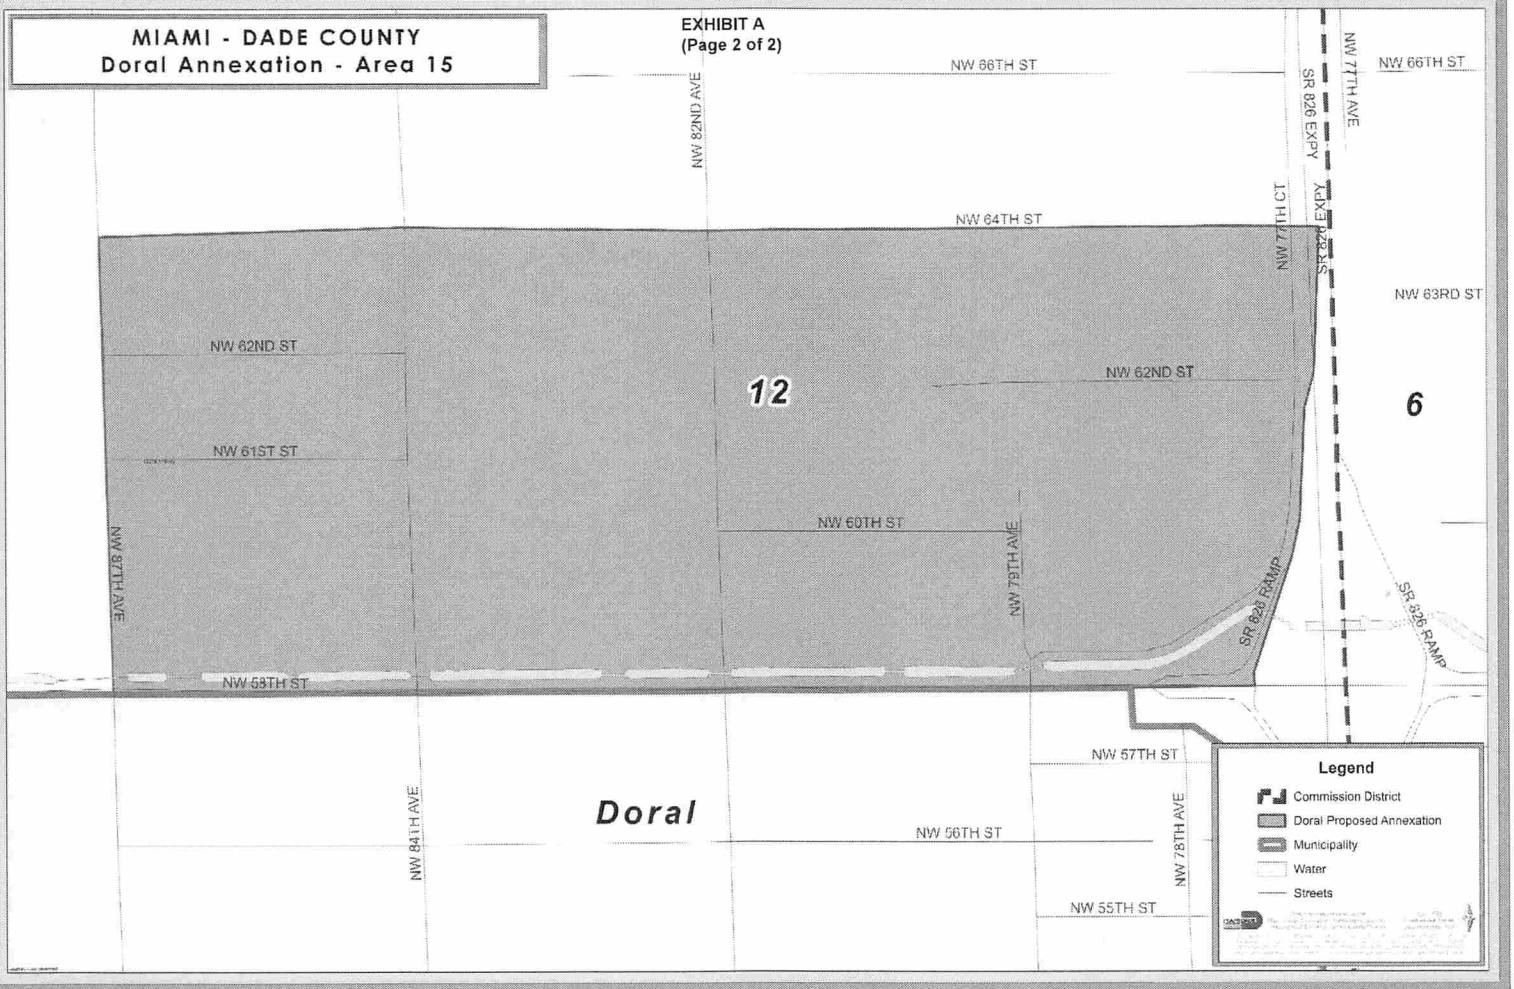 MIAMI - DADE COUNTY
Doral Annexation - Area 15
EXHIBIT A
(Page 2 of 2)
NW 66TH ST
NW 66TH ST
NW 82ND AVE
SR 826 EXPY
NW 77TH AVE
NW 64TH ST
NW 77TH CT
SR 826 EXPY
NW 63RD ST
NW 62ND ST
NW 62ND ST
12
6
NW 61ST ST
NW 60TH ST
NW 87TH AVE
NW 79TH AVE
SR 826 RAMP
SR 826 RAMP
NW 58TH ST
NW 57TH ST
Doral
NW 84TH AVE
NW 56TH ST
NW 78TH AVE
NW 55TH ST
Legend
Commission District
Doral Proposed Annexation
Municipality
Water
Streets